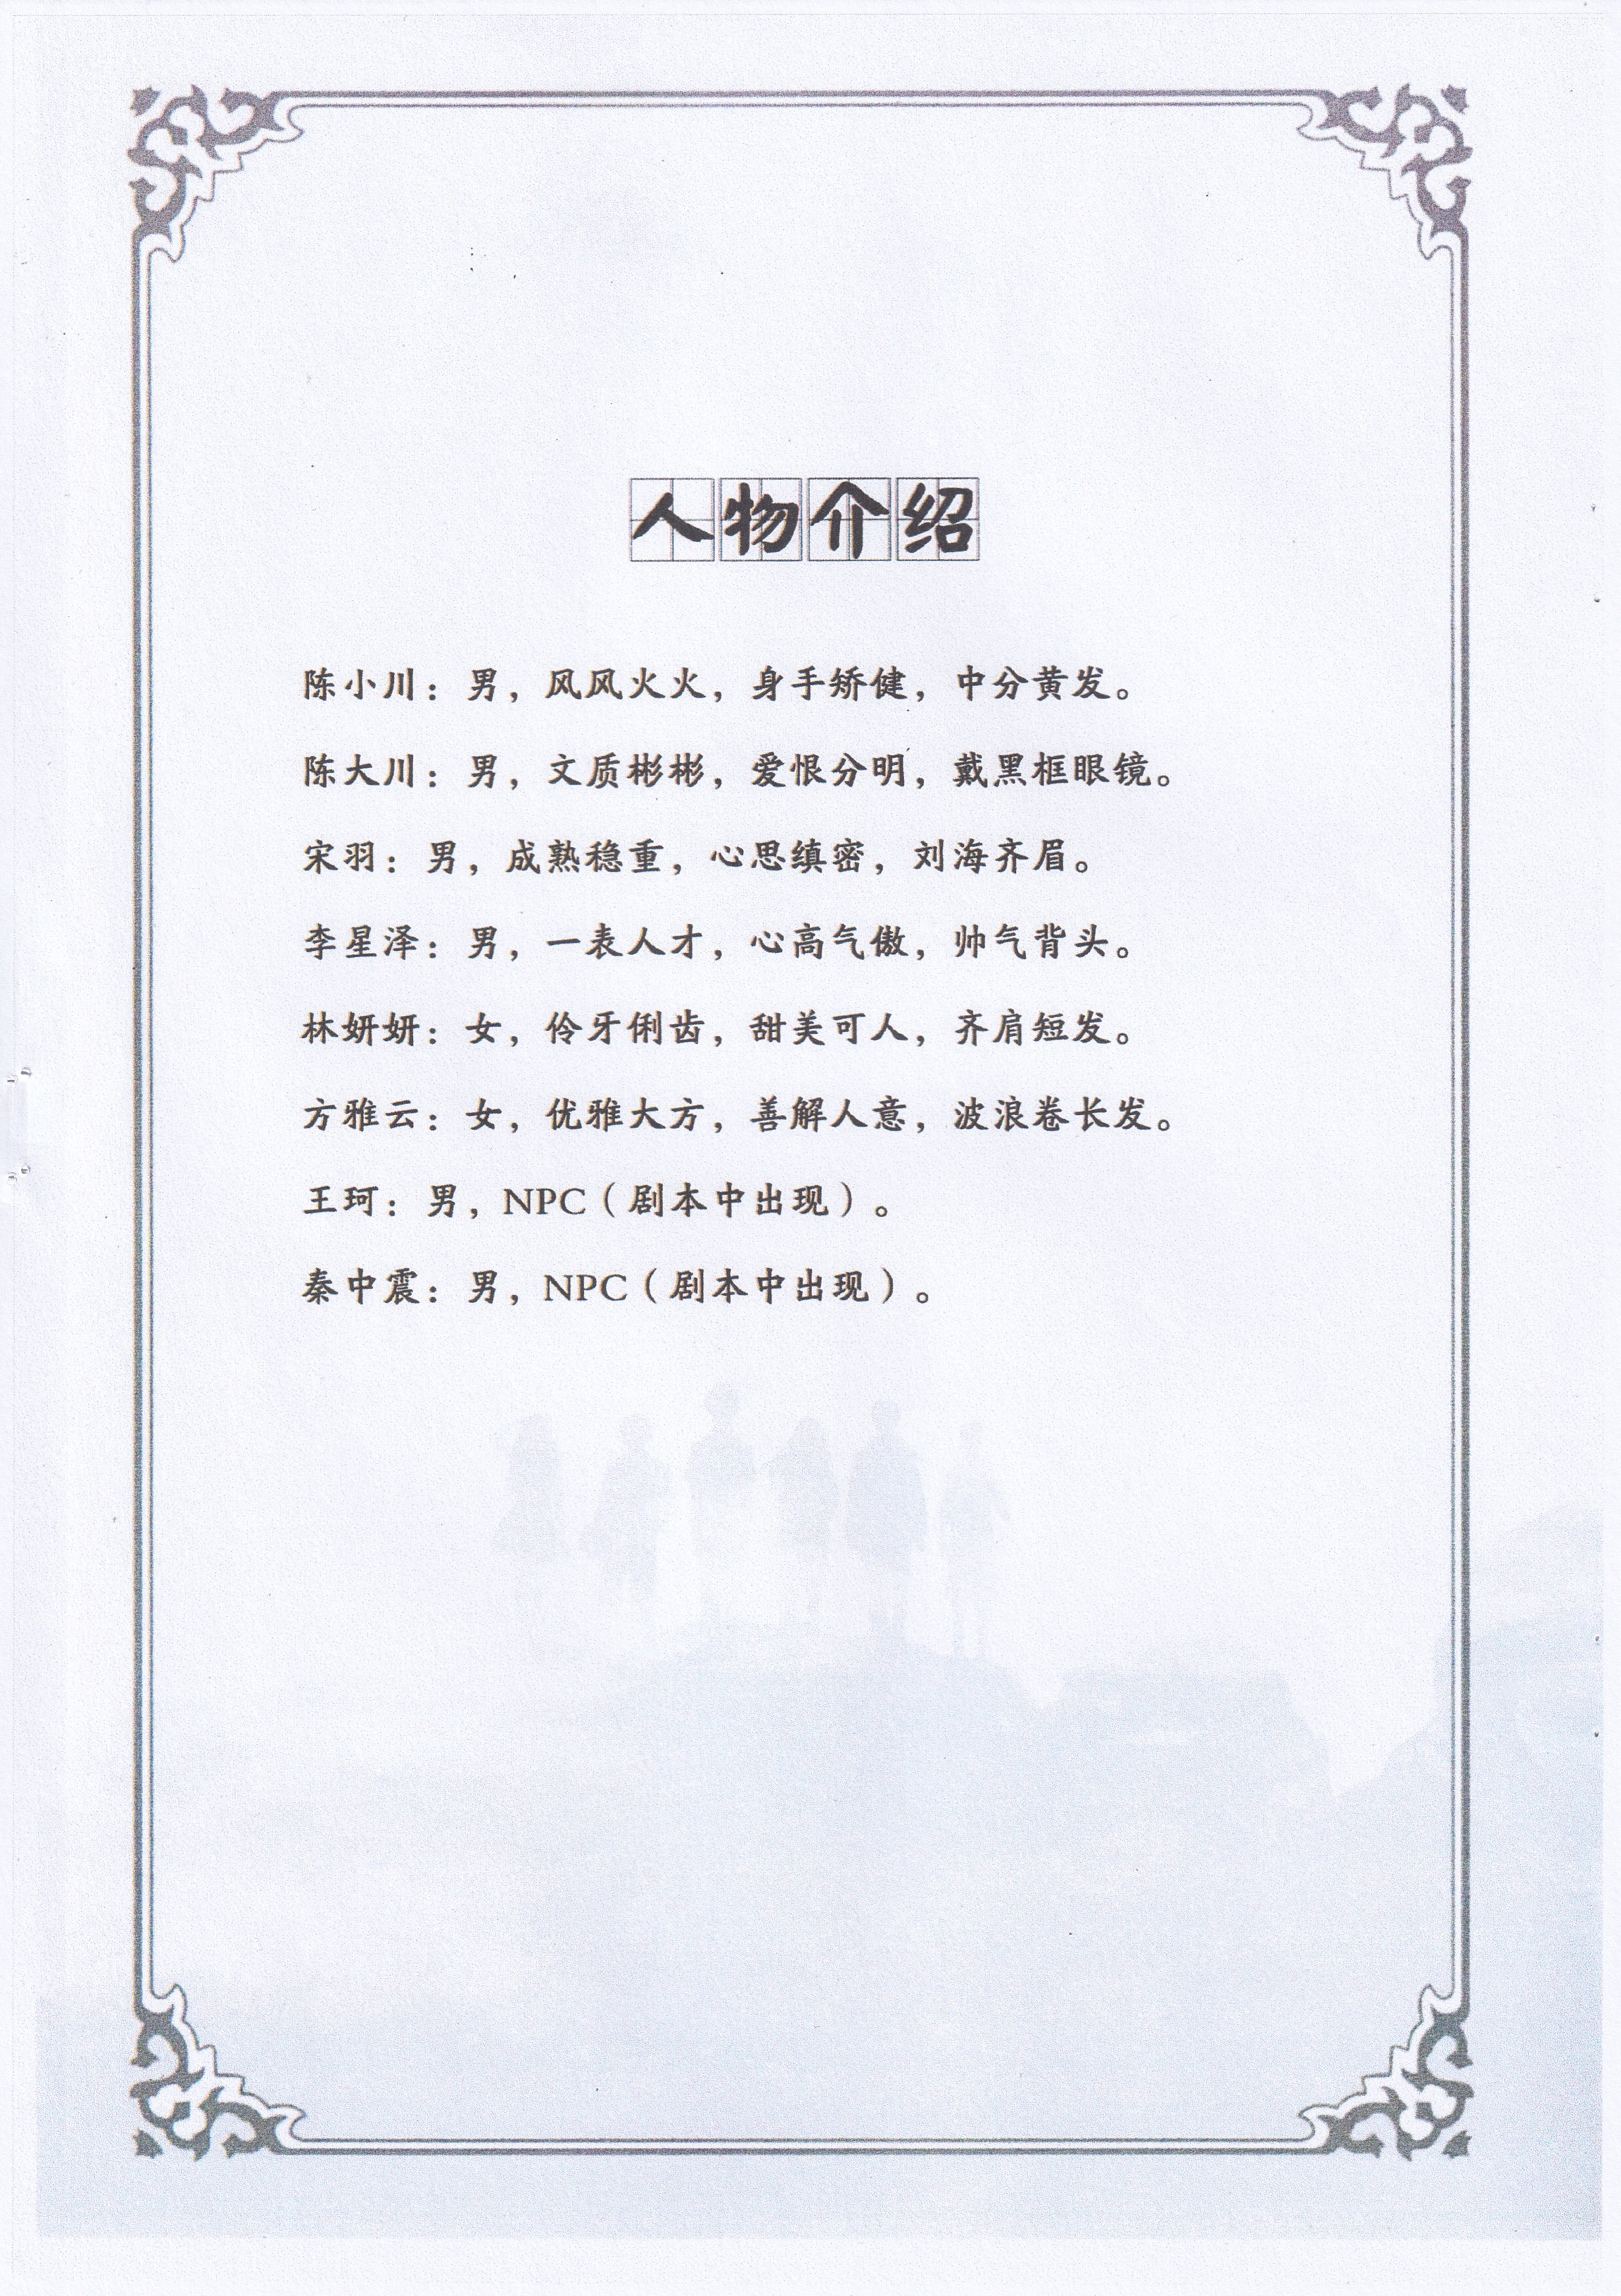 人物介绍
陈小川：男，风风火火，身手矫健，中分黄发。
陈大川：男，文质彬彬，爱恨分明，戴黑框眼镜。
宋羽：男，成熟稳重，心思缜密，刘海齐眉。
李星泽：男，一表人才，心高气傲，帅气背头。
林妍妍：女，伶牙俐齿，甜美可人，齐肩短发。
方雅云：女，优雅大方，善解人意，波浪卷长发。
王珂：男，NPC（剧本中出现）。
秦中震：男，NPC（剧本中出现）。